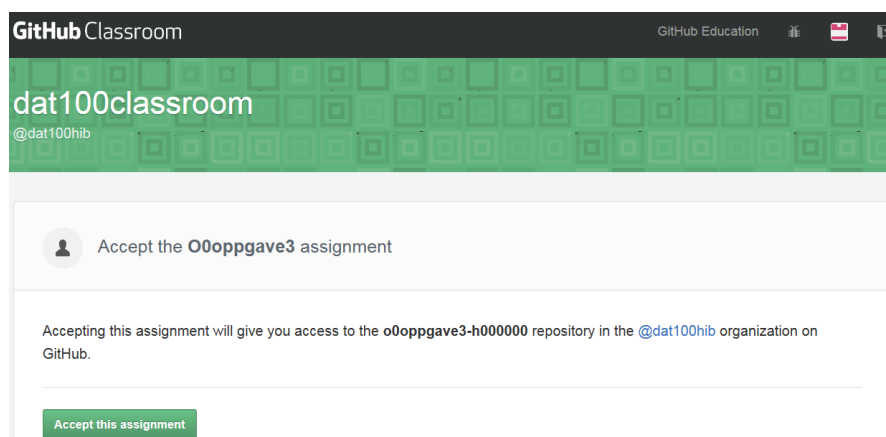 GitHub Classroom
GitHub Education
dat100classroom
@dat100hib
Accept the O0oppgave3 assignment
Accepting this assignment will give you access to the o0oppgave3-h000000 repository in the @dat100hib organization on
GitHub.
Accept this assignment